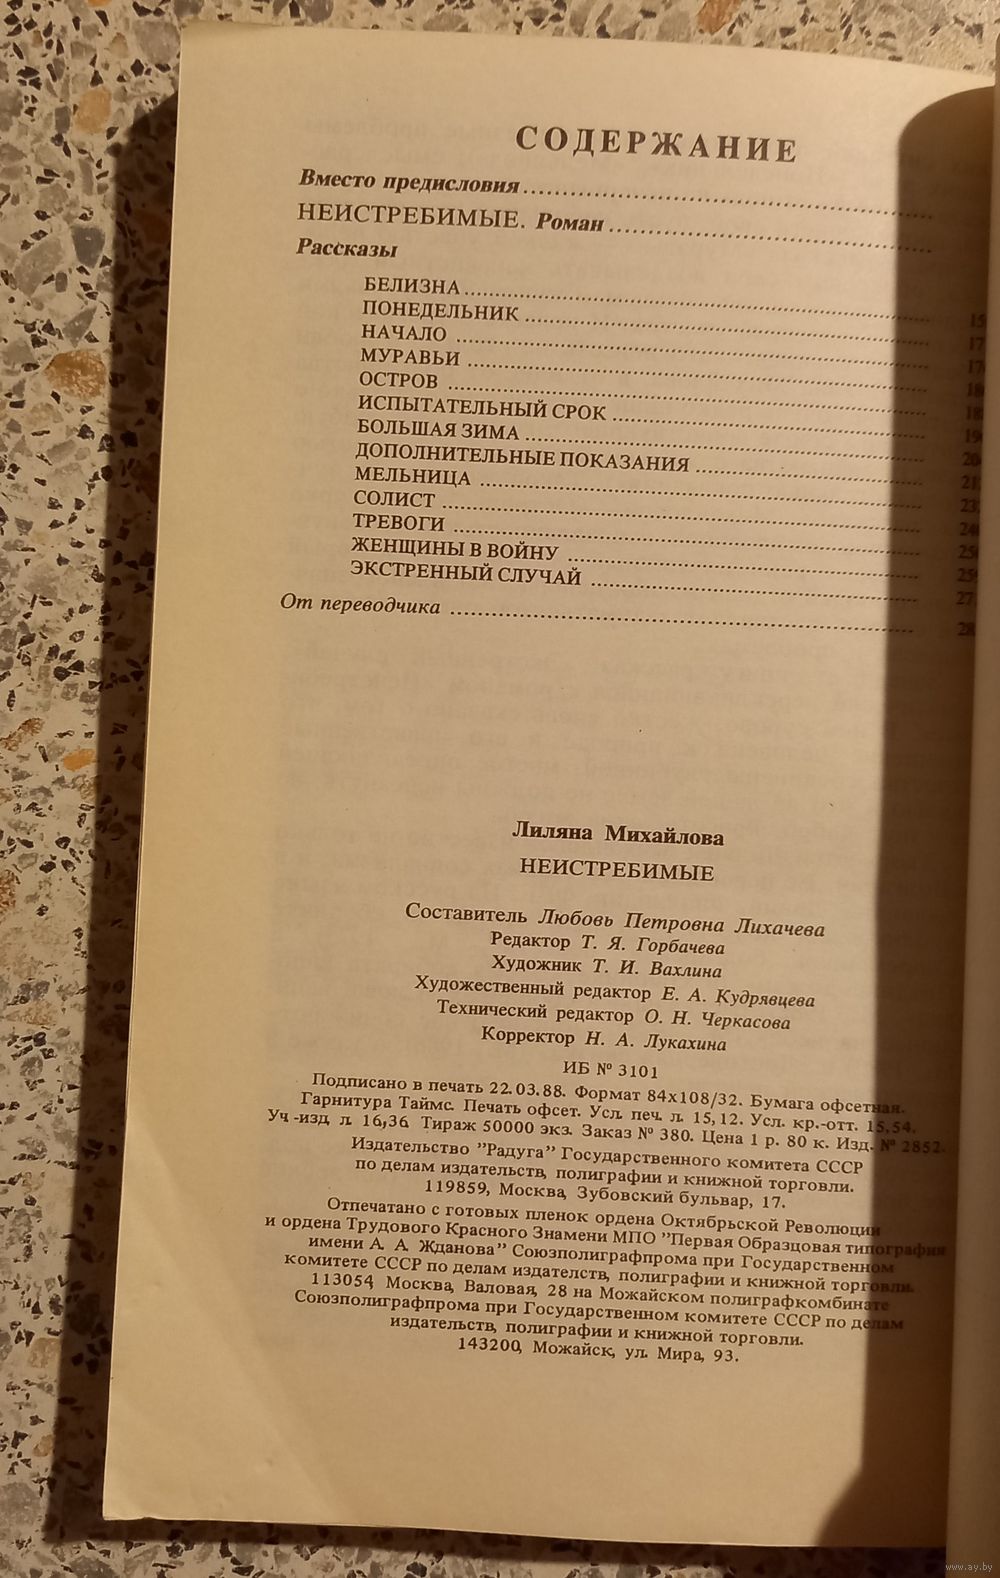 СОДЕРЖАНИЕ
Вместо предисловия
НЕИСТРЕБИМЫЕ. Роман
Рассказы
БЕЛИЗНА
ПОНЕДЕЛЬНИК
НАЧАЛО
МУРАВЬИ
ОСТРОВ
ИСПЫТАТЕЛЬНЫЙ СРОК
БОЛЬШАЯ ЗИМА
ДОПОЛНИТЕЛЬНЫЕ ПОКАЗАНИЯ
МЕЛЬНИЦА
СОЛИСТ
ТРЕВОГИ
ЖЕНЩИНЫ В ВОЙНУ
ЭКСТРЕННЫЙ СЛУЧАЙ
От переводчика
Лиляна Михайлова
НЕИСТРЕБИМЫЕ
Составитель Любовь Петровна Лихачева
Редактор Т. Я. Горбачева
Художник Т. И. Вахлина
Художественный редактор Е. А. Кудрявцева
Технический редактор О. Н. Черкасова
Корректор Н. А. Лукахина
ИБ № 3101
Подписано в печать 22.03.88. Формат 84х108/32. Бумага офсетная.
Гарнитура Таймс. Печать офсет. Усл. печ. л. 15,12. Усл. кр.-отт. 15,54.
Уч-изд. л. 16,36. Тираж 50000 экз. Заказ № 380. Цена 1 р. 80 к. Изд. № 2852.
Издательство "Радуга" Государственного комитета СССР
по делам издательств, полиграфии и книжной торговли.
119859, Москва, Зубовский бульвар, 17.
Отпечатано с готовых пленок ордена Октябрьской Революции
и ордена Трудового Красного Знамени МПО "Первая Образцовая типография
имени А. А. Жданова" Союзполиграфпрома при Государственном
комитете СССР по делам издателств, полиграфии и книжной торговли.
113054, Москва, Валовая, 28 на Можайском полиграфкомбинате
Союзполиграфпрома при Государственном комитете СССР по делам
издательств, полиграфии и книжной торговли.
143200, Можайск, ул. Мира, 93.
www.ay.by